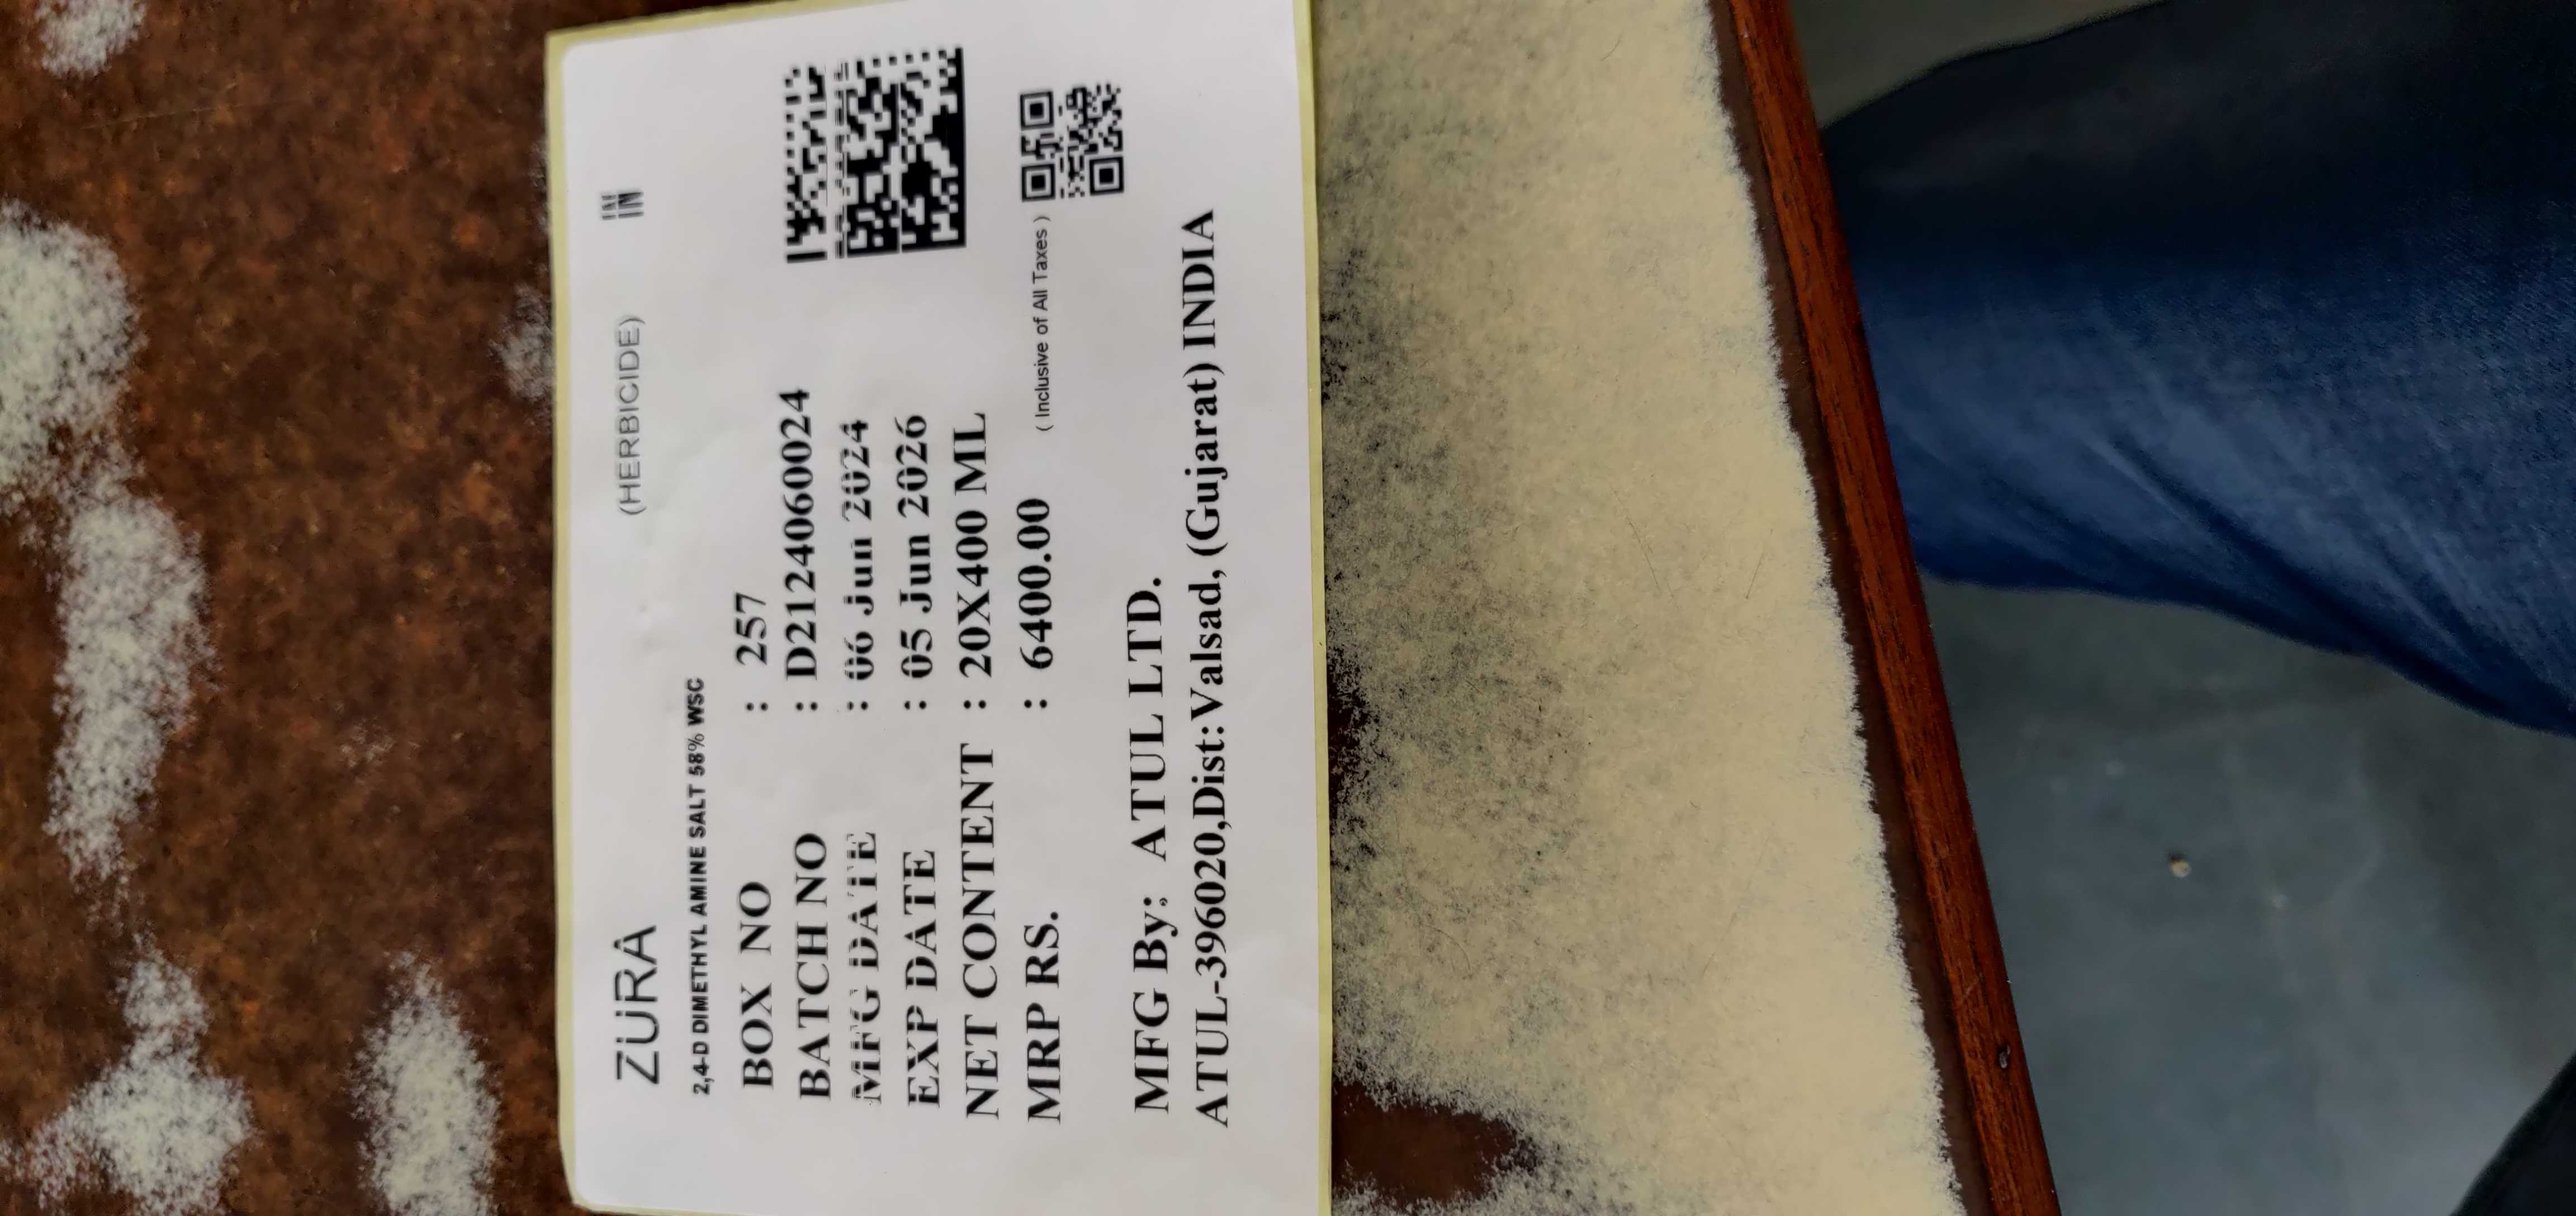 ZURA (HERBICIDE) IN
2,4-D DIMETHYL AMINE SALT 58% WSC
BOX NO : 257
BATCH NO : D2124060024
MFG DATE : 06 Jun 2024
EXP DATE : 05 Jun 2026
NET CONTENT : 20X400 ML
MRP RS. : 6400.00 ( Inclusive of All Taxes )
MFG By: ATUL LTD.
ATUL-396020,Dist:Valsad, (Gujarat) INDIA